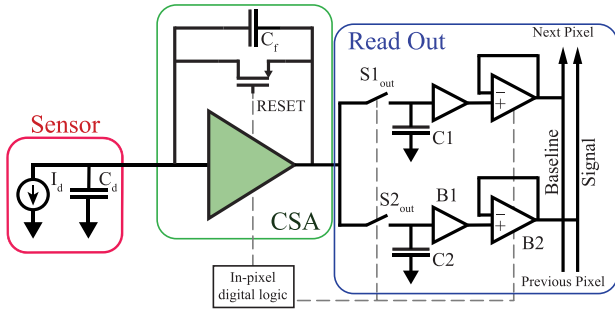 C_f
Read Out
Next Pixel
RESET
S1_out
Sensor
C1
I_d
C_d
Baseline
Signal
S2_out
B1
CSA
C2
B2
In-pixel
digital logic
Previous Pixel
− +
− +